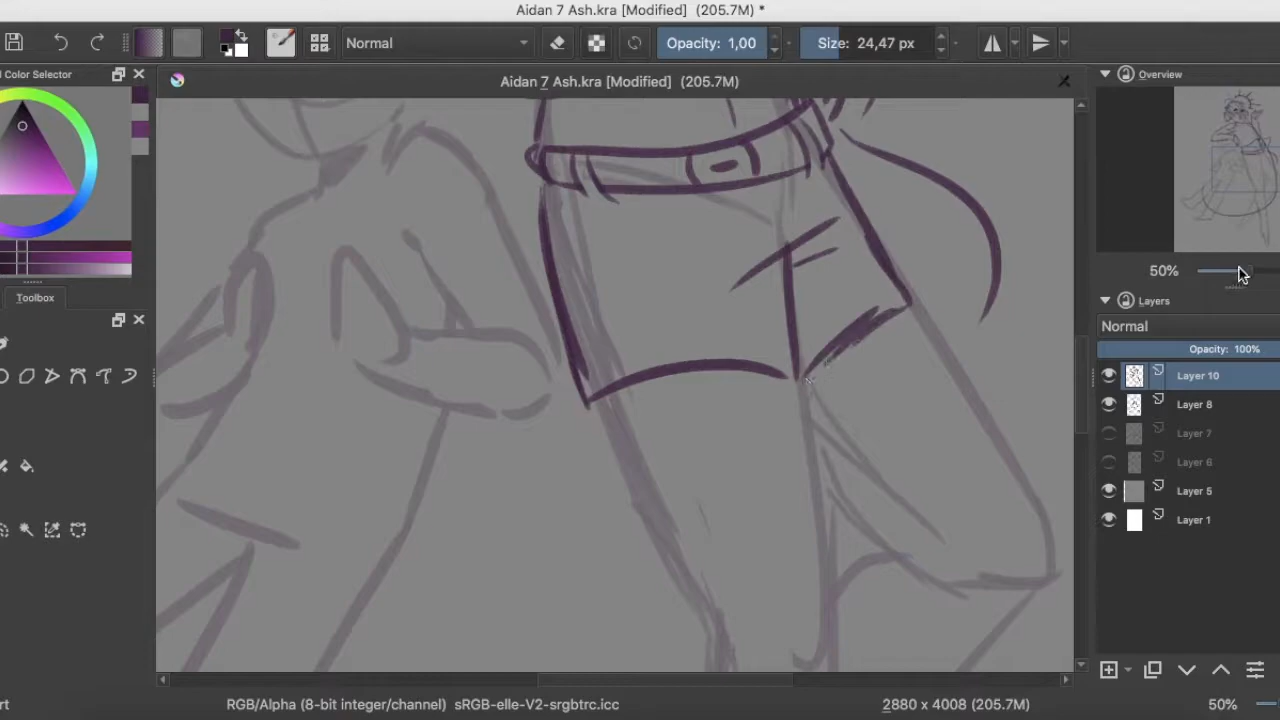 Aidan 7 Ash.kra [Modified] (205.7M) *
Normal
Opacity: 1,00
Size: 24,47 px
d Color Selector
Aidan 7 Ash.kra [Modified] (205.7M)
Overview
50%
Toolbox
Layers
Normal
Opacity: 100%
Layer 10
Layer 8
Layer 7
Layer 6
Layer 5
Layer 1
rt
RGB/Alpha (8-bit integer/channel) sRGB-elle-V2-srgbtrc.icc
2880 x 4008 (205.7M)
50%